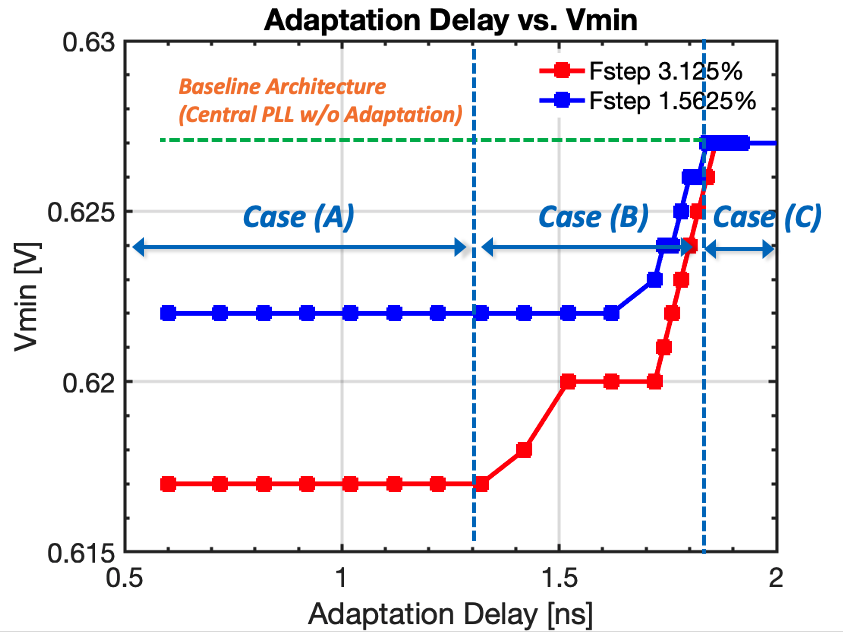 Adaptation Delay vs. Vmin
0.63
Fstep 3.125%
Fstep 1.5625%
Baseline Architecture
(Central PLL w/o Adaptation)
0.625
Case (A)
Case (B)
Case (C)
Vmin [V]
0.62
0.615
0.5
1
1.5
2
Adaptation Delay [ns]